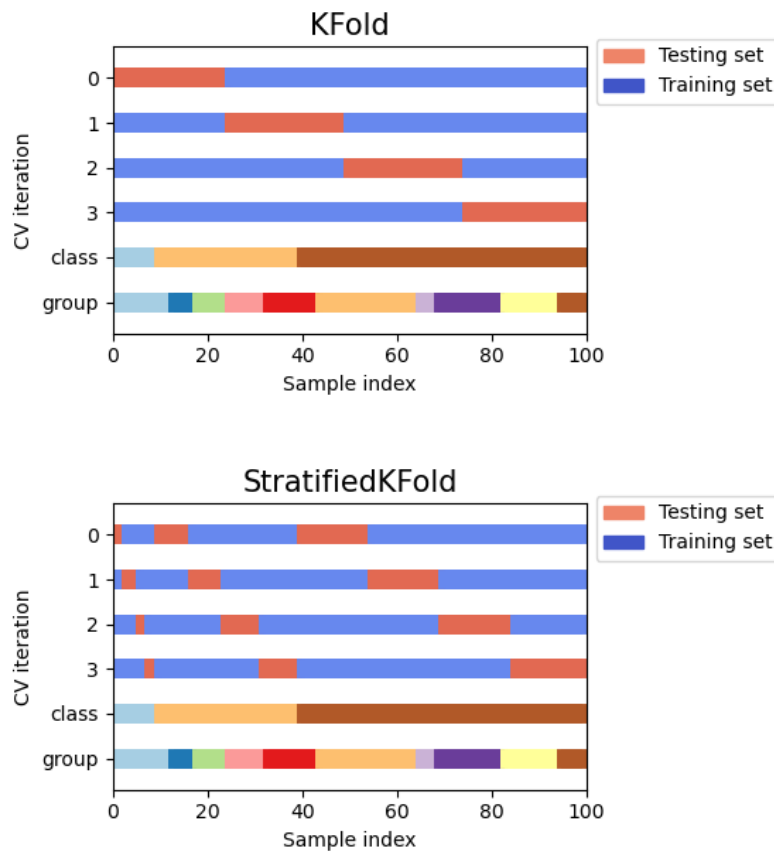 KFold
Testing set
Training set
0
1
2
3
class
group
CV iteration
0 20 40 60 80 100
Sample index
StratifiedKFold
Testing set
Training set
0
1
2
3
class
group
CV iteration
0 20 40 60 80 100
Sample index